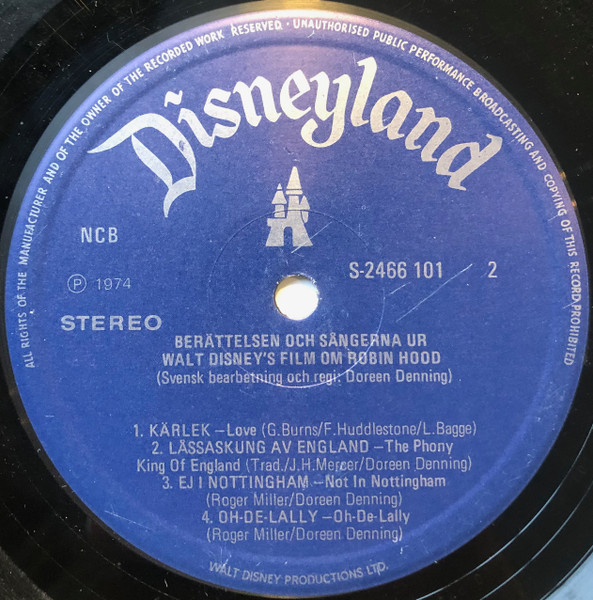 ALL RIGHTS OF THE MANUFACTURER AND OF THE OWNER OF THE RECORDED WORK RESERVED · UNAUTHORISED PUBLIC PERFORMANCE BROADCASTING AND COPYING OF THIS RECORD PROHIBITED
Disneyland
NCB
Ⓟ 1974
STEREO
S-2466 101 2
BERÄTTELSEN OCH SÅNGERNA UR
WALT DISNEY'S FILM OM ROBIN HOOD
(Svensk bearbetning och regi: Doreen Denning)
1. KÄRLEK –Love (G.Burns/F.Huddlestone/L.Bagge)
2. LÅSSASKUNG AV ENGLAND –The Phony
King Of England (Trad./J.H.Mercer/Doreen Denning)
3. EJ I NOTTINGHAM –Not In Nottingham
(Roger Miller/Doreen Denning)
4. OH-DE-LALLY –Oh-De-Lally
(Roger Miller/Doreen Denning)
WALT DISNEY PRODUCTIONS LTD.